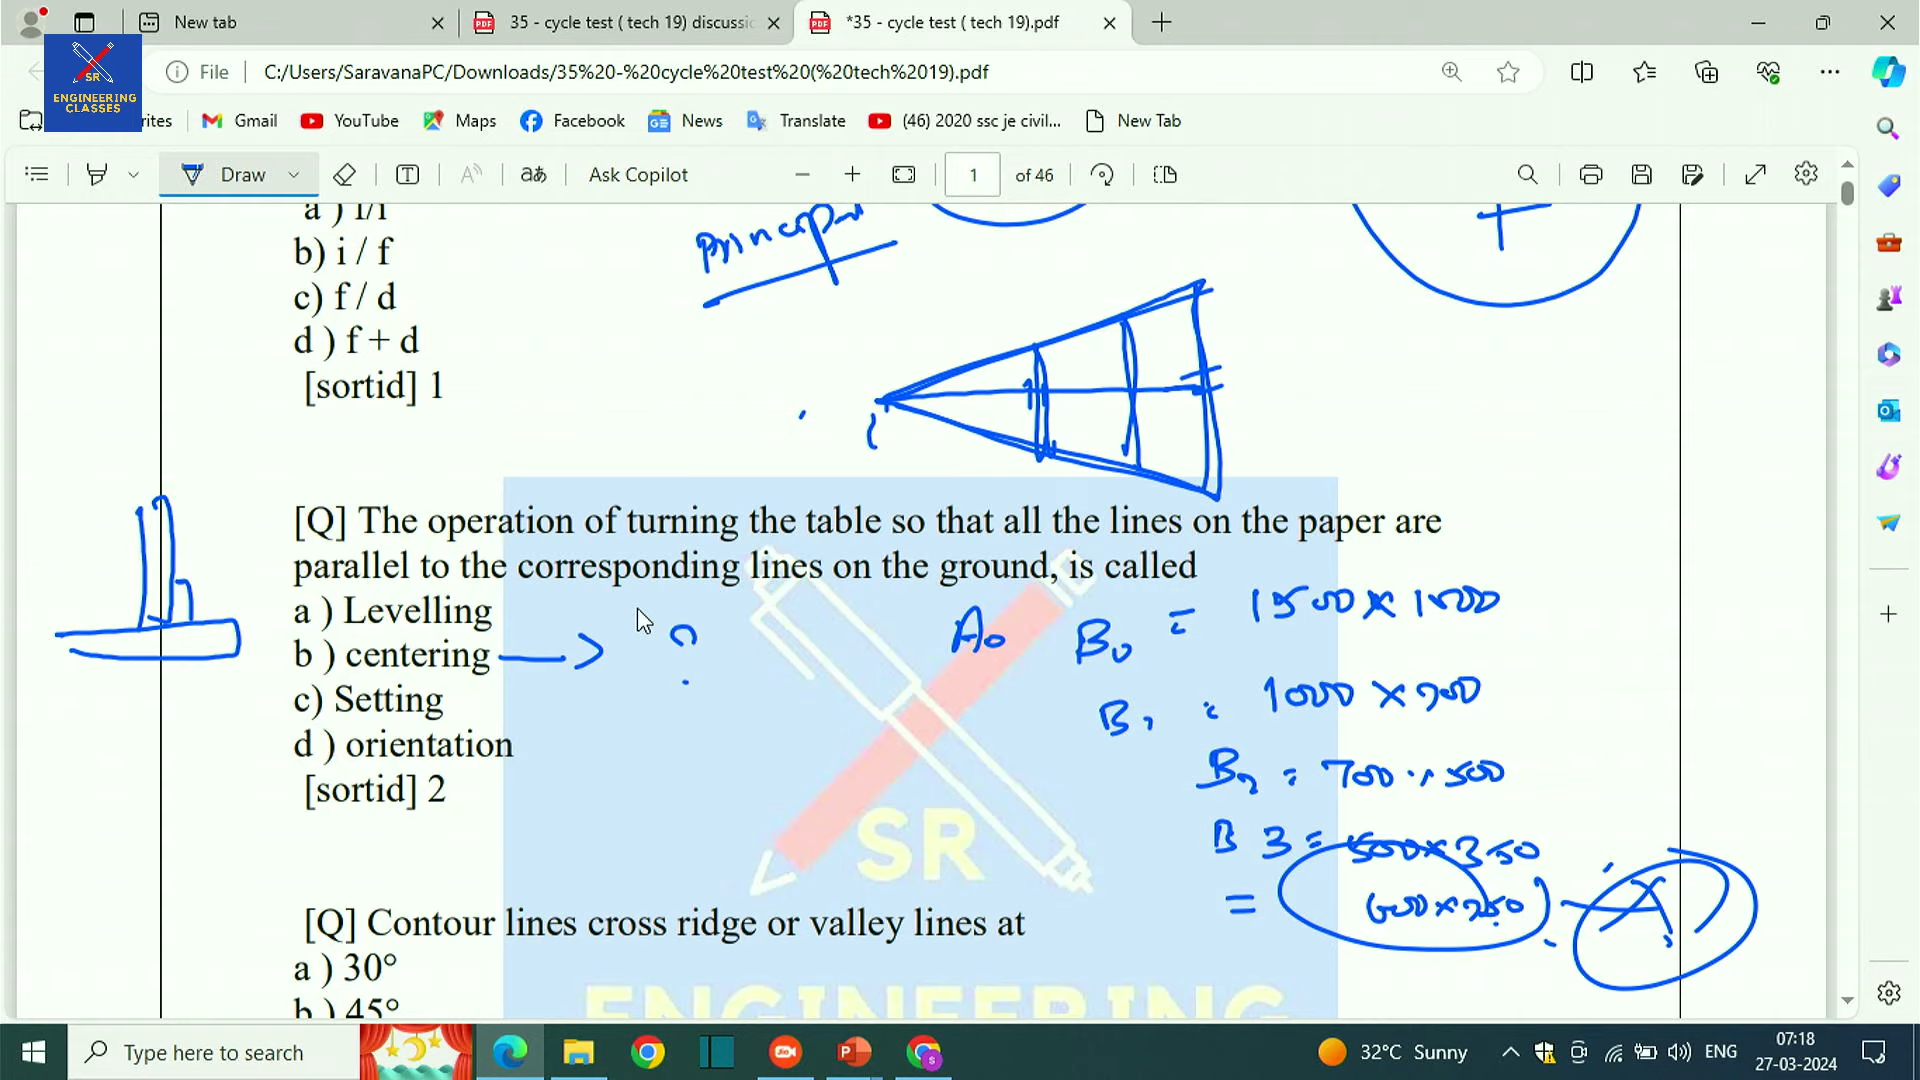 New tab
35 - cycle test ( tech 19) discussic
*35 - cycle test ( tech 19).pdf
SR
ENGINEERING
CLASSES
File
C:/Users/SaravanaPC/Downloads/35%20-%20cycle%20test%20(%20tech%2019).pdf
rites
Gmail
YouTube
Maps
Facebook
News
Translate
(46) 2020 ssc je civil...
New Tab
Draw
Ask Copilot
1
of 46
b) i / f
c) f / d
d ) f + d
[sortid] 1
[Q] The operation of turning the table so that all the lines on the paper are
parallel to the corresponding lines on the ground, is called
a ) Levelling
b ) centering
c) Setting
d ) orientation
[sortid] 2
?
A0 B0 = 1500 x 1000
B1 : 1000 x 700
B2 = 700 x 500
B 3 = 500 x 350
=
SR
ENGINEERING
[Q] Contour lines cross ridge or valley lines at
a ) 30°
b ) 45°
Type here to search
32°C Sunny
ENG
07:18
27-03-2024